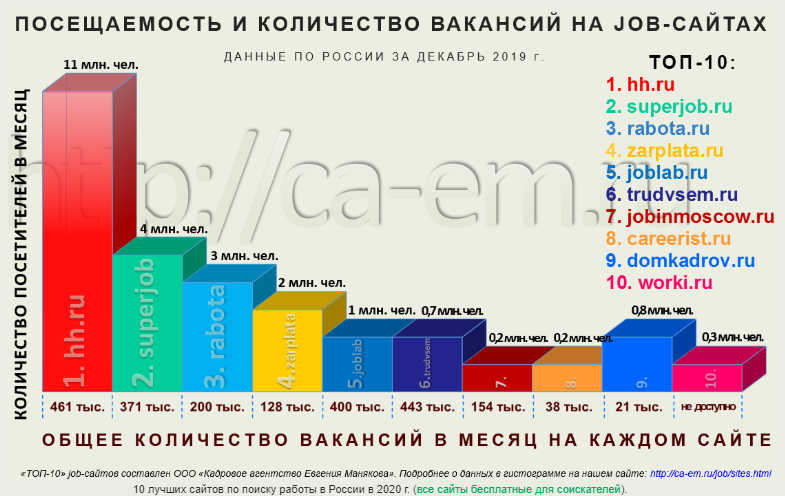 ПОСЕЩАЕМОСТЬ И КОЛИЧЕСТВО ВАКАНСИЙ НА JOB-САЙТАХ
ДАННЫЕ ПО РОССИИ ЗА ДЕКАБРЬ 2019 г.
ТОП-10:
1. hh.ru
2. superjob.ru
3. rabota.ru
4. zarplata.ru
5. joblab.ru
6. trudvsem.ru
7. jobinmoscow.ru
8. careerist.ru
9. domkadrov.ru
10. worki.ru
http://ca-em.ru
КОЛИЧЕСТВО ПОСЕТИТЕЛЕЙ В МЕСЯЦ
11 млн. чел.
4 млн. чел.
3 млн. чел.
2 млн. чел.
1 млн. чел.
0,7 млн.чел.
0,2 млн.чел.
0,2 млн.чел.
0,8 млн.чел.
0,3 млн.чел.
1. hh.ru
2. superjob
3. rabota
4.zarplata
5.joblab
6.trudvsem
7.
8.
9.
10.
461 тыс. 371 тыс. 200 тыс. 128 тыс. 400 тыс. 443 тыс. 154 тыс. 38 тыс. 21 тыс. не доступно
ОБЩЕЕ КОЛИЧЕСТВО ВАКАНСИЙ В МЕСЯЦ НА КАЖДОМ САЙТЕ
«ТОП-10» job-сайтов составлен ООО «Кадровое агентство Евгения Манякова». Подробнее о данных в гистограмме на нашем сайте: http://ca-em.ru/job/sites.html
10 лучших сайтов по поиску работы в России в 2020 г. (все сайты бесплатные для соискателей).